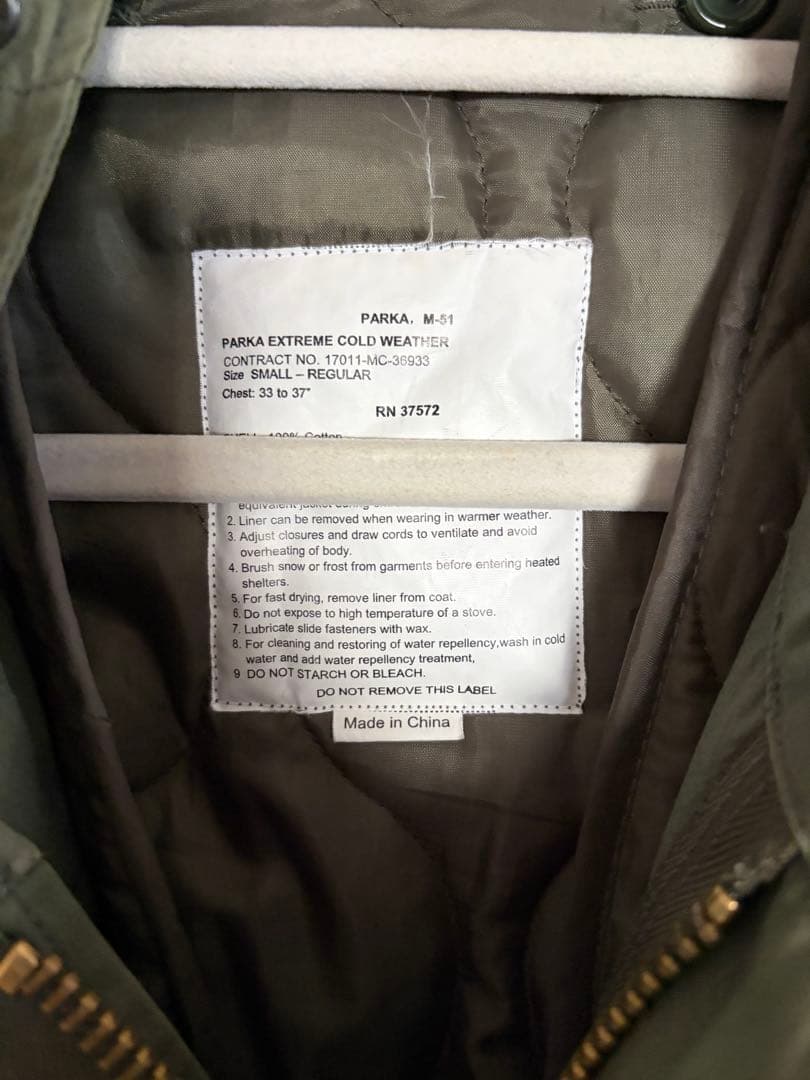 PARKA, M-51
PARKA EXTREME COLD WEATHER
CONTRACT NO. 17011-MC-36933
Size SMALL – REGULAR
Chest: 33 to 37"
RN 37572
100% Cotton
equivalent
2. Liner can be removed when wearing in warmer weather.
3. Adjust closures and draw cords to ventilate and avoid
overheating of body.
4. Brush snow or frost from garments before entering heated
shelters.
5. For fast drying, remove liner from coat.
6. Do not expose to high temperature of a stove.
7. Lubricate slide fasteners with wax.
8. For cleaning and restoring of water repellency,wash in cold
water and add water repellency treatment,
9 DO NOT STARCH OR BLEACH.
DO NOT REMOVE THIS LABEL
Made in China